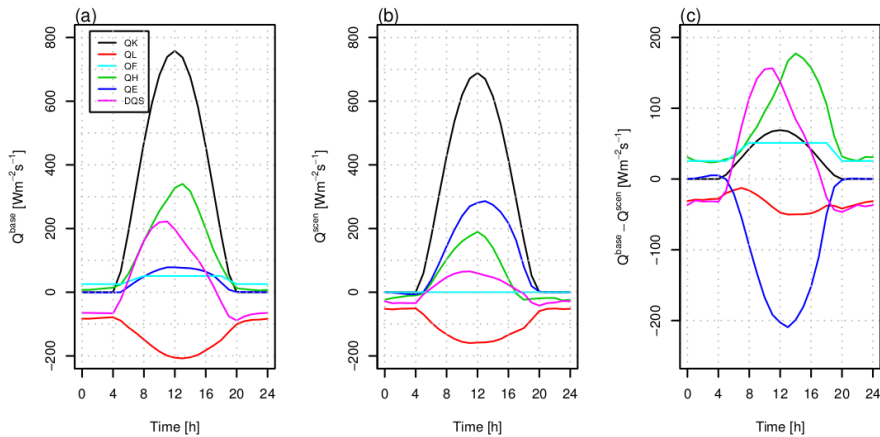 (a)
QK
QL
QF
QH
QE
DQS
800
600
400
200
0
−200
Q^base [Wm−2s−1]
0 4 8 12 16 20 24
Time [h]
(b)
800
600
400
200
0
−200
Q^scen [Wm−2s−1]
0 4 8 12 16 20 24
Time [h]
(c)
200
100
0
−100
−200
Q^base − Q^scen [Wm−2s−1]
0 4 8 12 16 20 24
Time [h]